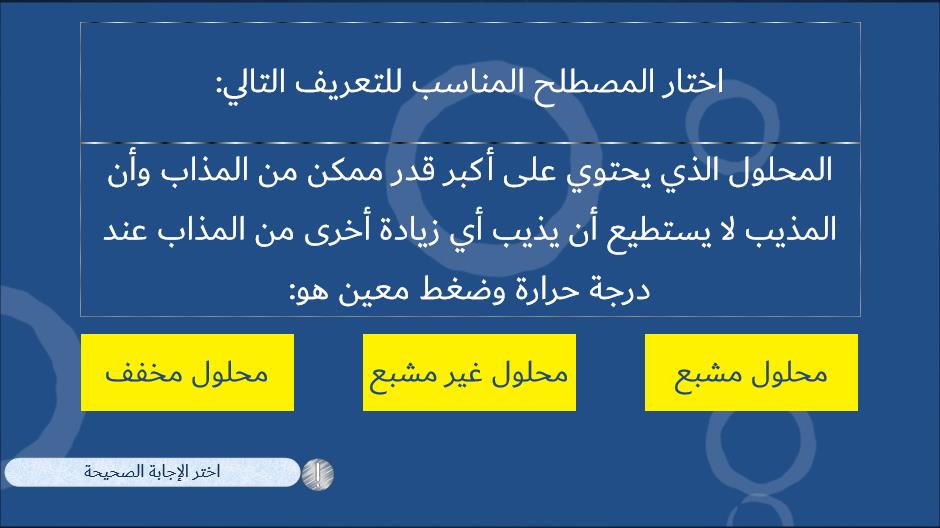 اختار المصطلح المناسب للتعريف التالي:
المحلول الذي يحتوي على أكبر قدر ممكن من المذاب وأن
المذيب لا يستطيع أن يذيب أي زيادة أخرى من المذاب عند
درجة حرارة وضغط معين هو:
محلول مشبع
محلول غير مشبع
محلول مخفف
اختر الإجابة الصحيحة